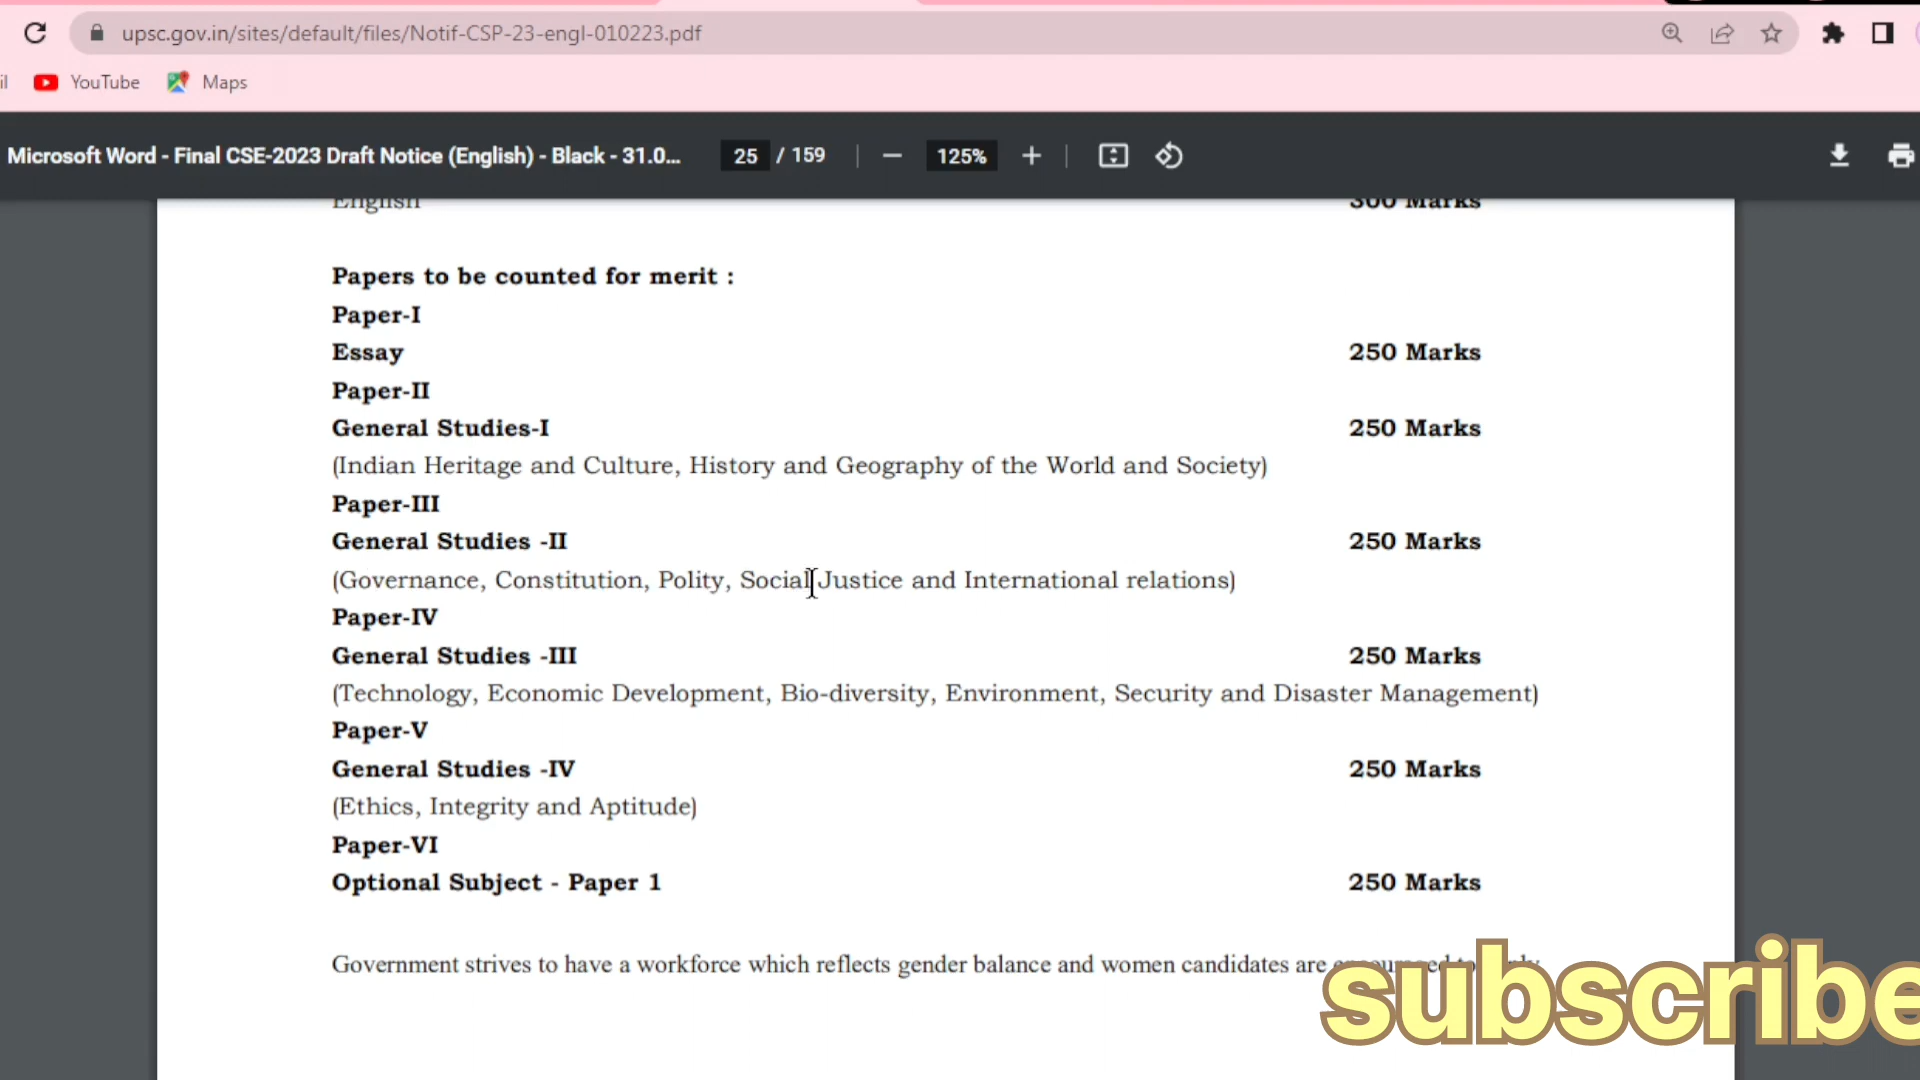 upsc.gov.in/sites/default/files/Notif-CSP-23-engl-010223.pdf
il YouTube Maps
Microsoft Word - Final CSE-2023 Draft Notice (English) - Black - 31.0... 25 / 159 125%
English 300 Marks
Papers to be counted for merit :
Paper-I
Essay 250 Marks
Paper-II
General Studies-I 250 Marks
(Indian Heritage and Culture, History and Geography of the World and Society)
Paper-III
General Studies -II 250 Marks
(Governance, Constitution, Polity, Social Justice and International relations)
Paper-IV
General Studies -III 250 Marks
(Technology, Economic Development, Bio-diversity, Environment, Security and Disaster Management)
Paper-V
General Studies -IV 250 Marks
(Ethics, Integrity and Aptitude)
Paper-VI
Optional Subject - Paper 1 250 Marks
Government strives to have a workforce which reflects gender balance and women candidates are encouraged to
subscribe